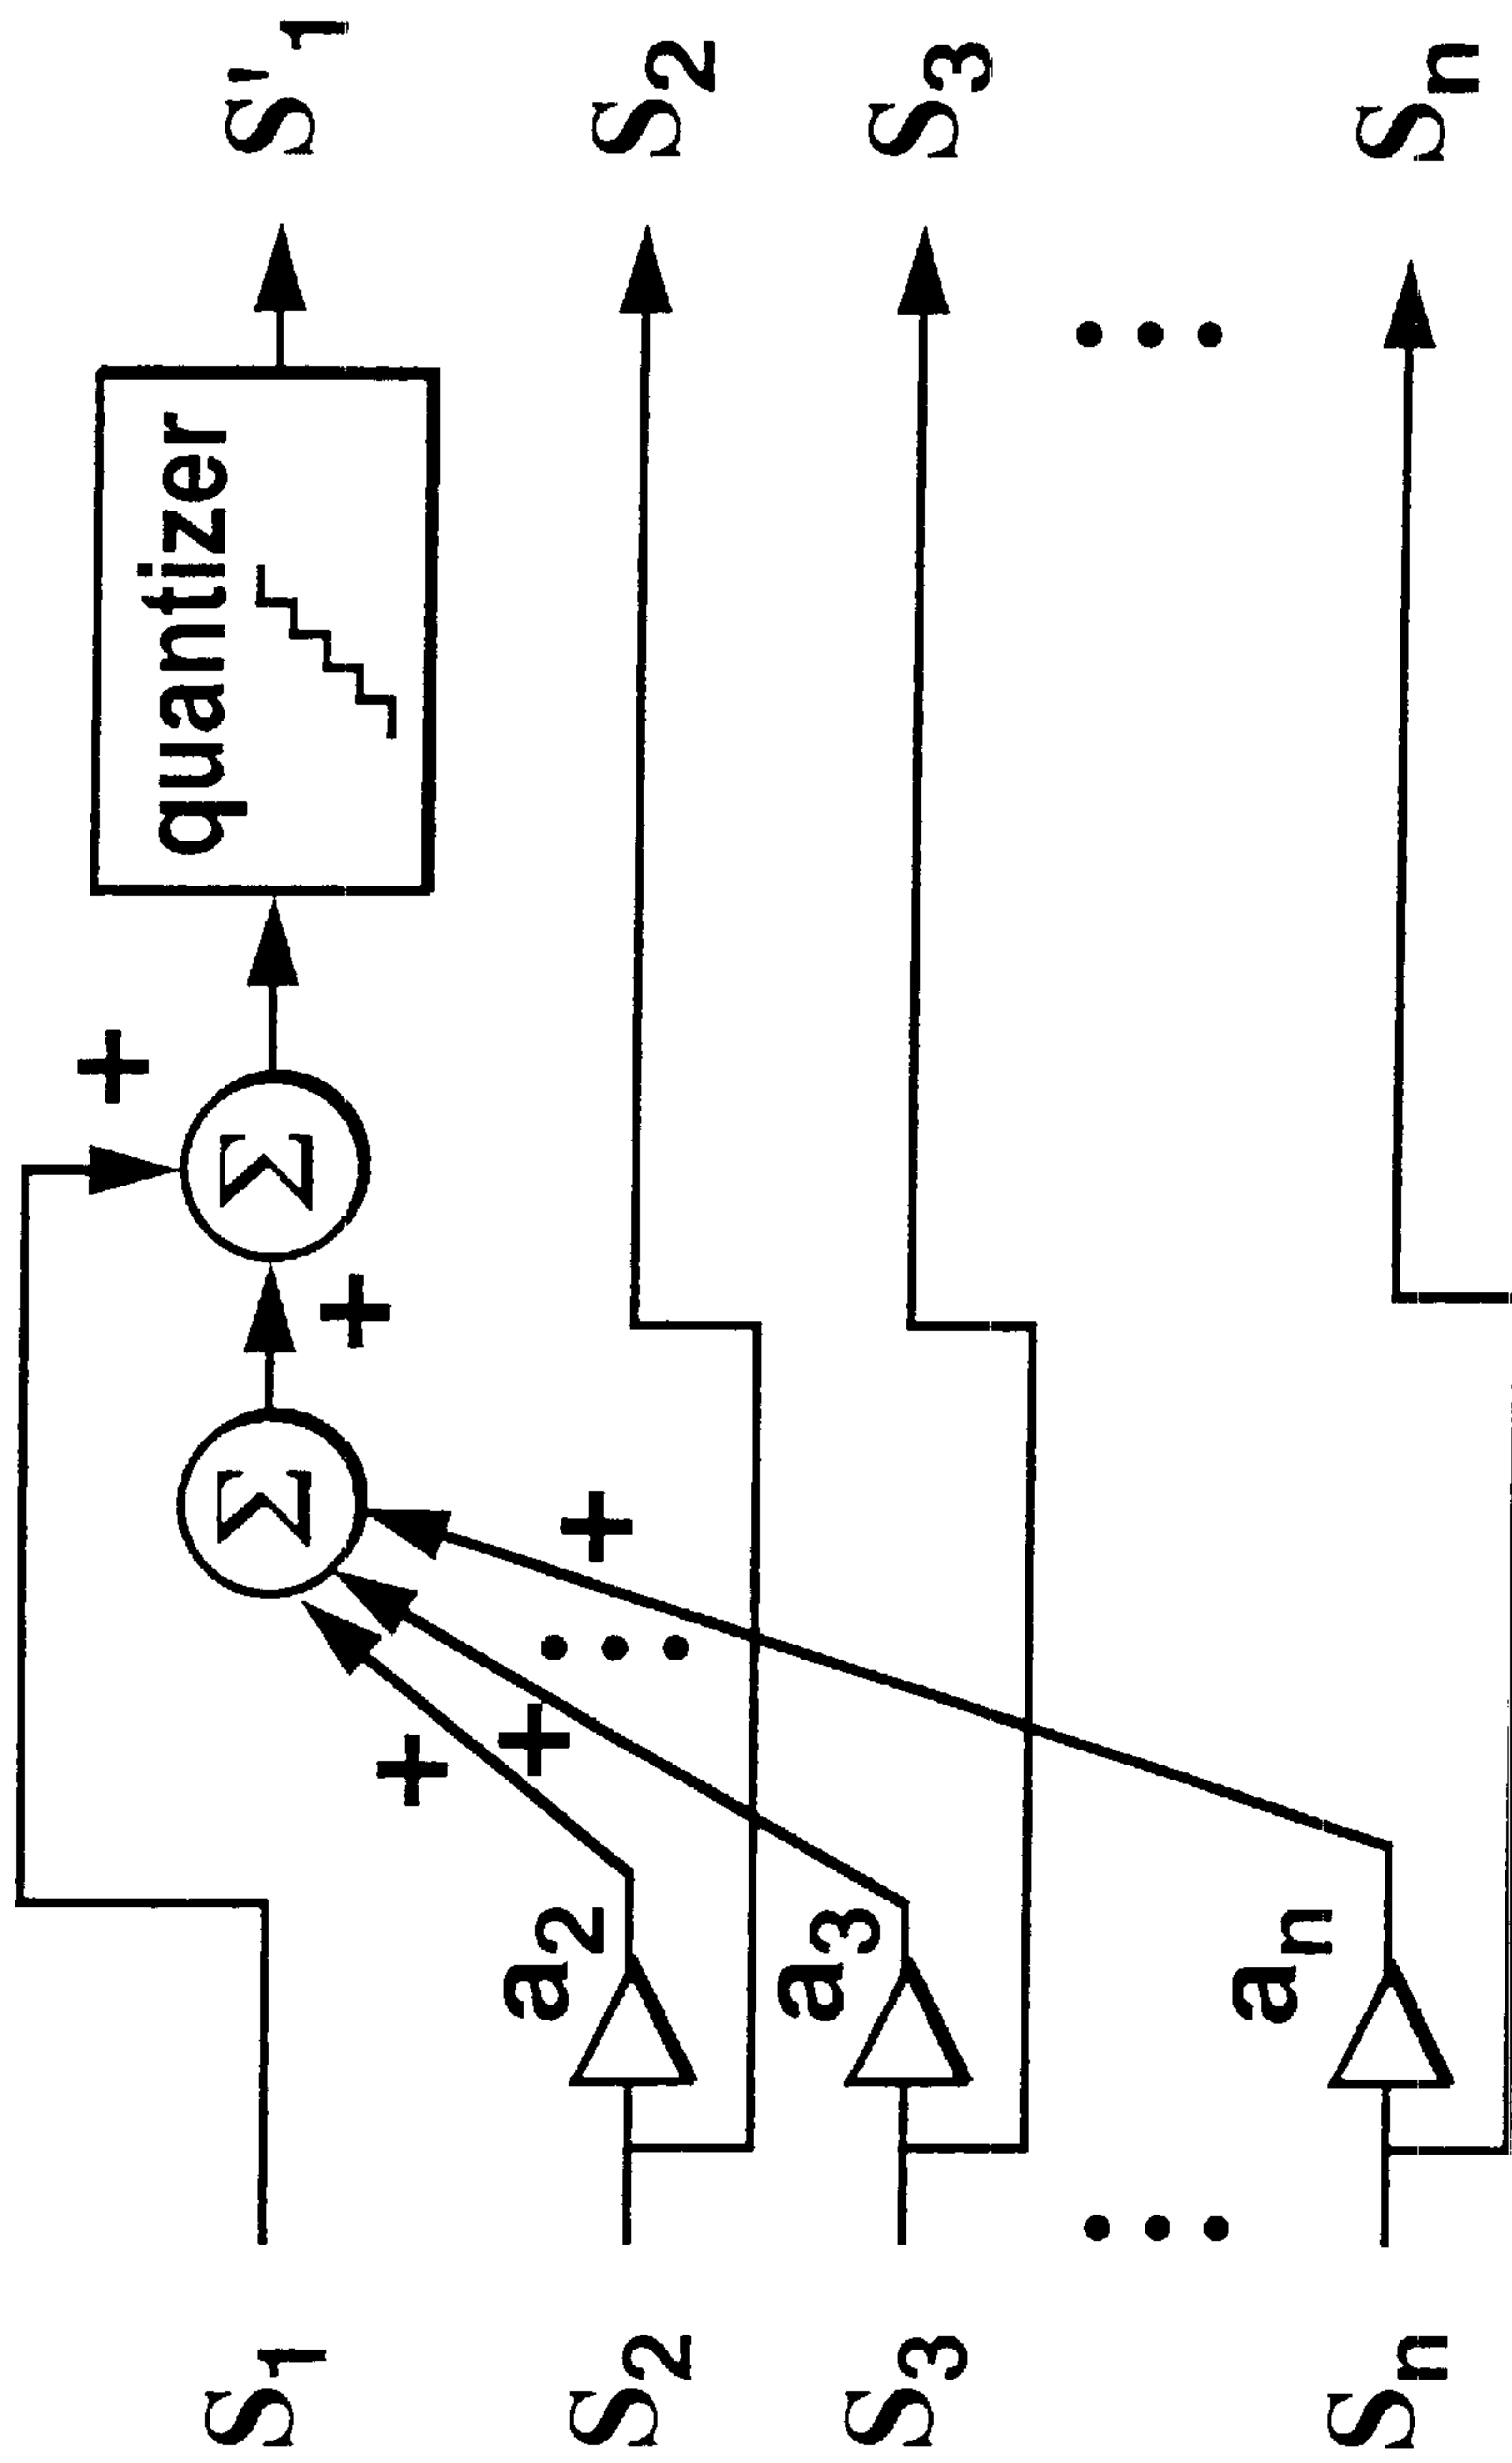 S1
S2
S3
Sn
a2
a3
an
+
+
+
Σ
+
Σ
+
quantizer
S'1
S2
S3
Sn